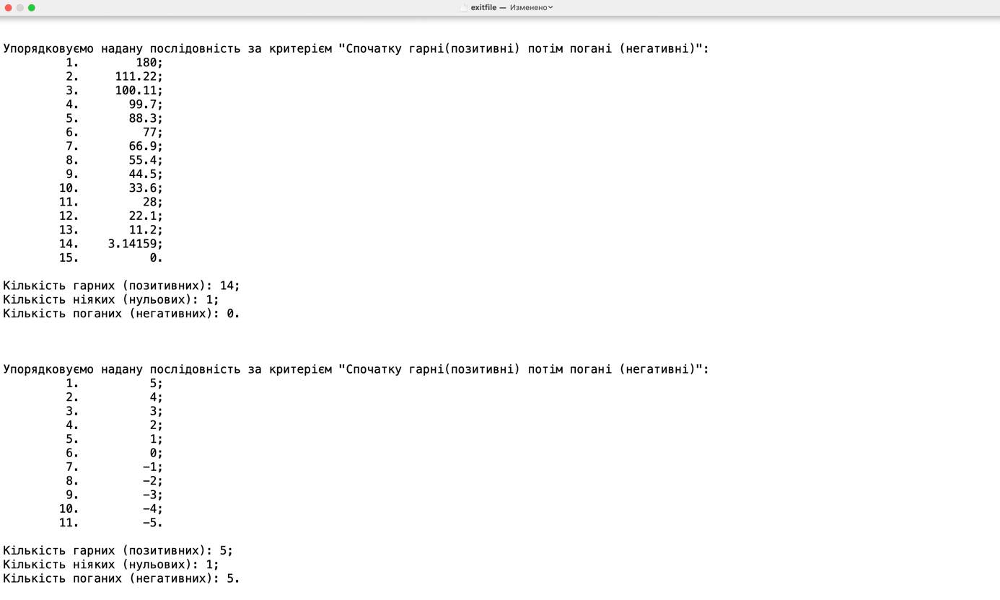 exitfile — Изменено
Упорядковуємо надану послідовність за критерієм "Спочатку гарні(позитивні) потім погані (негативні)":
1. 180;
2. 111.22;
3. 100.11;
4. 99.7;
5. 88.3;
6. 77;
7. 66.9;
8. 55.4;
9. 44.5;
10. 33.6;
11. 28;
12. 22.1;
13. 11.2;
14. 3.14159;
15. 0.
Кількість гарних (позитивних): 14;
Кількість ніяких (нульових): 1;
Кількість поганих (негативних): 0.
Упорядковуємо надану послідовність за критерієм "Спочатку гарні(позитивні) потім погані (негативні)":
1. 5;
2. 4;
3. 3;
4. 2;
5. 1;
6. 0;
7. −1;
8. −2;
9. −3;
10. −4;
11. −5.
Кількість гарних (позитивних): 5;
Кількість ніяких (нульових): 1;
Кількість поганих (негативних): 5.